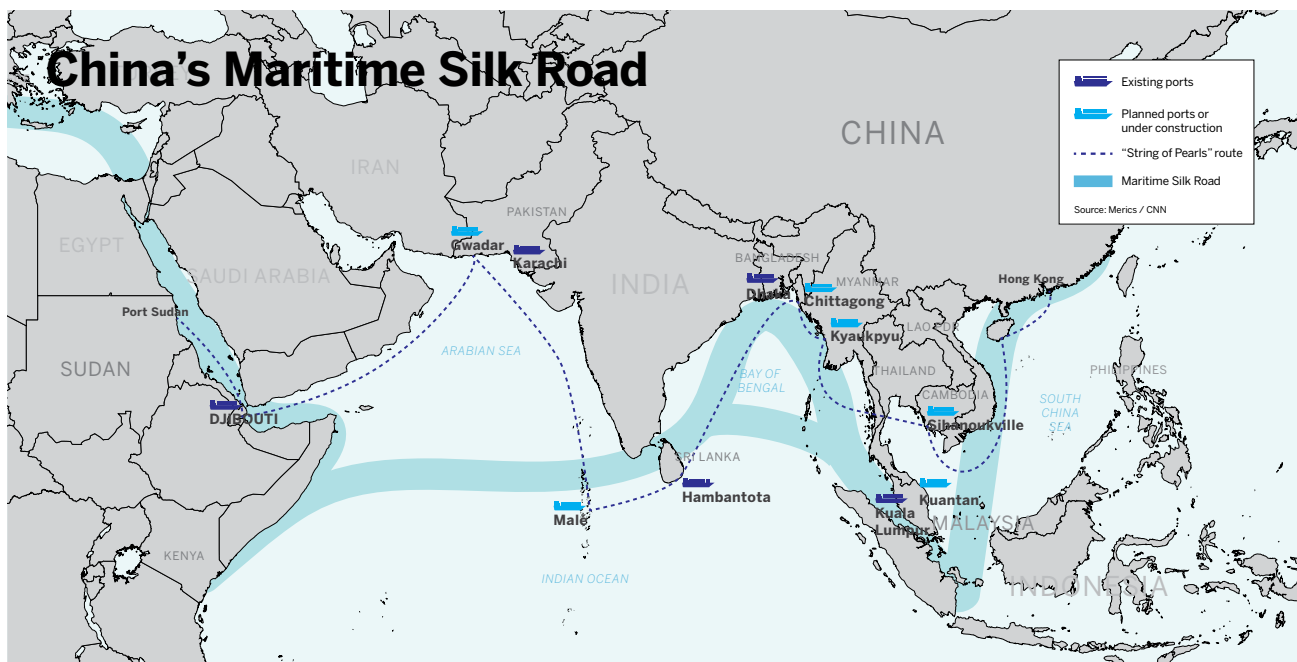 China’s Maritime Silk Road
Existing ports
Planned ports or
under construction
“String of Pearls” route
Maritime Silk Road
Source: Merics / CNN
CHINA
IRAN
PAKISTAN
Gwadar
Karachi
EGYPT
SAUDI ARABIA
INDIA
BANGLADESH
Dhaka
MYANMAR
Chittagong
Hong Kong
Port Sudan
Kyaukpyu
LAO PDR
ARABIAN SEA
SUDAN
THAILAND
PHILIPPINES
BAY OF
BENGAL
CAMBODIA
SOUTH
CHINA
SEA
DJIBOUTI
Sihanoukville
SRI LANKA
Hambantota
Kuantan
Malé
Kuala
Lumpur
MALAYSIA
KENYA
INDIAN OCEAN
INDONESIA